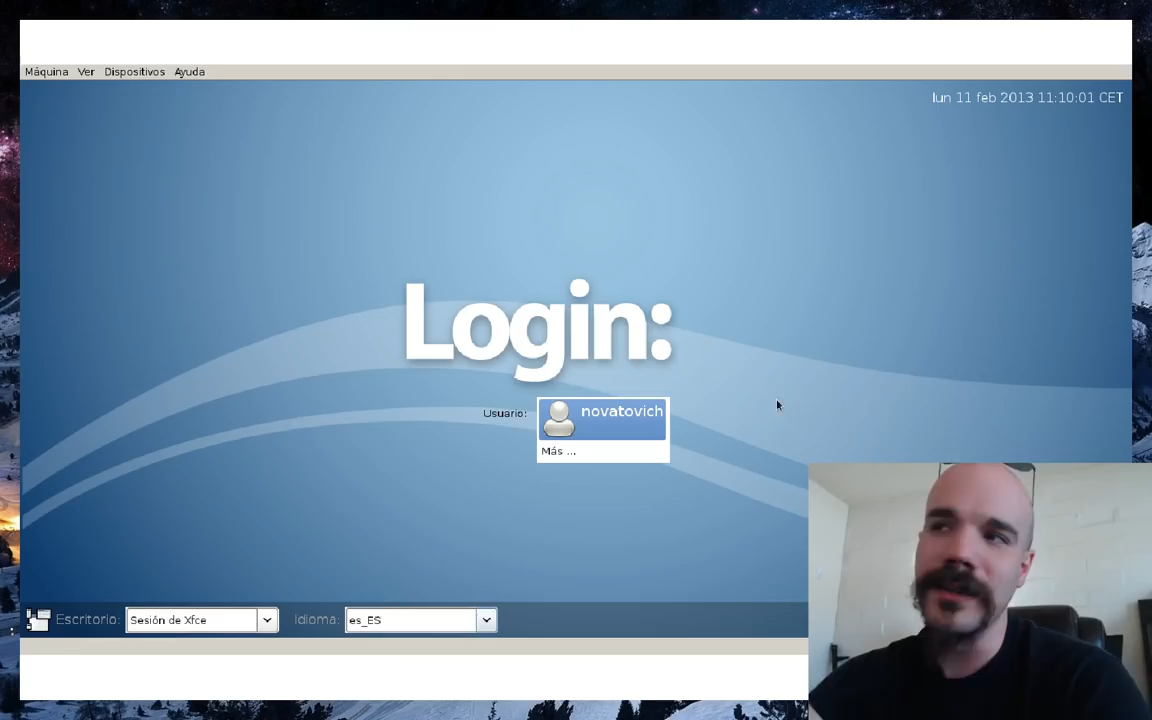 Máquina Ver Dispositivos Ayuda
lun 11 feb 2013 11:10:01 CET
Login:
Usuario: novatovich
Más ...
Escritorio: Sesión de Xfce Idioma: es_ES